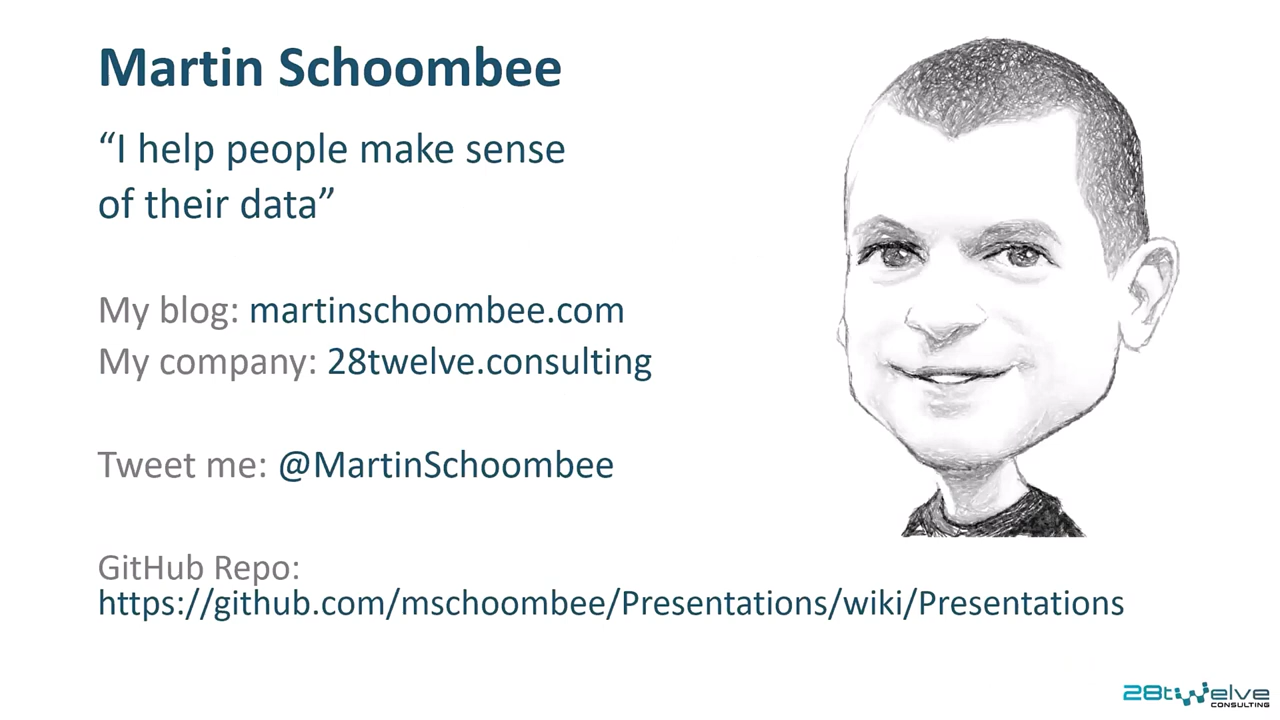 Martin Schoombee
“I help people make sense
of their data”
My blog: martinschoombee.com
My company: 28twelve.consulting
Tweet me: @MartinSchoombee
GitHub Repo:
https://github.com/mschoombee/Presentations/wiki/Presentations
28twelve
CONSULTING